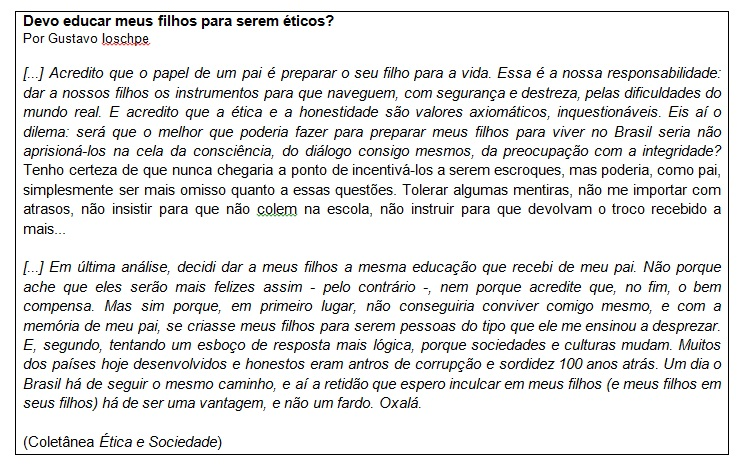 Devo educar meus filhos para serem éticos?
Por Gustavo Ioschpe
[...] Acredito que o papel de um pai é preparar o seu filho para a vida. Essa é a nossa responsabilidade:
dar a nossos filhos os instrumentos para que naveguem, com segurança e destreza, pelas dificuldades do
mundo real. E acredito que a ética e a honestidade são valores axiomáticos, inquestionáveis. Eis aí o
dilema: será que o melhor que poderia fazer para preparar meus filhos para viver no Brasil seria não
aprisioná-los na cela da consciência, do diálogo consigo mesmos, da preocupação com a integridade?
Tenho certeza de que nunca chegaria a ponto de incentivá-los a serem escroques, mas poderia, como pai,
simplesmente ser mais omisso quanto a essas questões. Tolerar algumas mentiras, não me importar com
atrasos, não insistir para que não colem na escola, não instruir para que devolvam o troco recebido a
mais...
[...] Em última análise, decidi dar a meus filhos a mesma educação que recebi de meu pai. Não porque
ache que eles serão mais felizes assim - pelo contrário -, nem porque acredite que, no fim, o bem
compensa. Mas sim porque, em primeiro lugar, não conseguiria conviver comigo mesmo, e com a
memória de meu pai, se criasse meus filhos para serem pessoas do tipo que ele me ensinou a desprezar.
E, segundo, tentando um esboço de resposta mais lógica, porque sociedades e culturas mudam. Muitos
dos países hoje desenvolvidos e honestos eram antros de corrupção e sordidez 100 anos atrás. Um dia o
Brasil há de seguir o mesmo caminho, e aí a retidão que espero inculcar em meus filhos (e meus filhos em
seus filhos) há de ser uma vantagem, e não um fardo. Oxalá.
(Coletânea Ética e Sociedade)